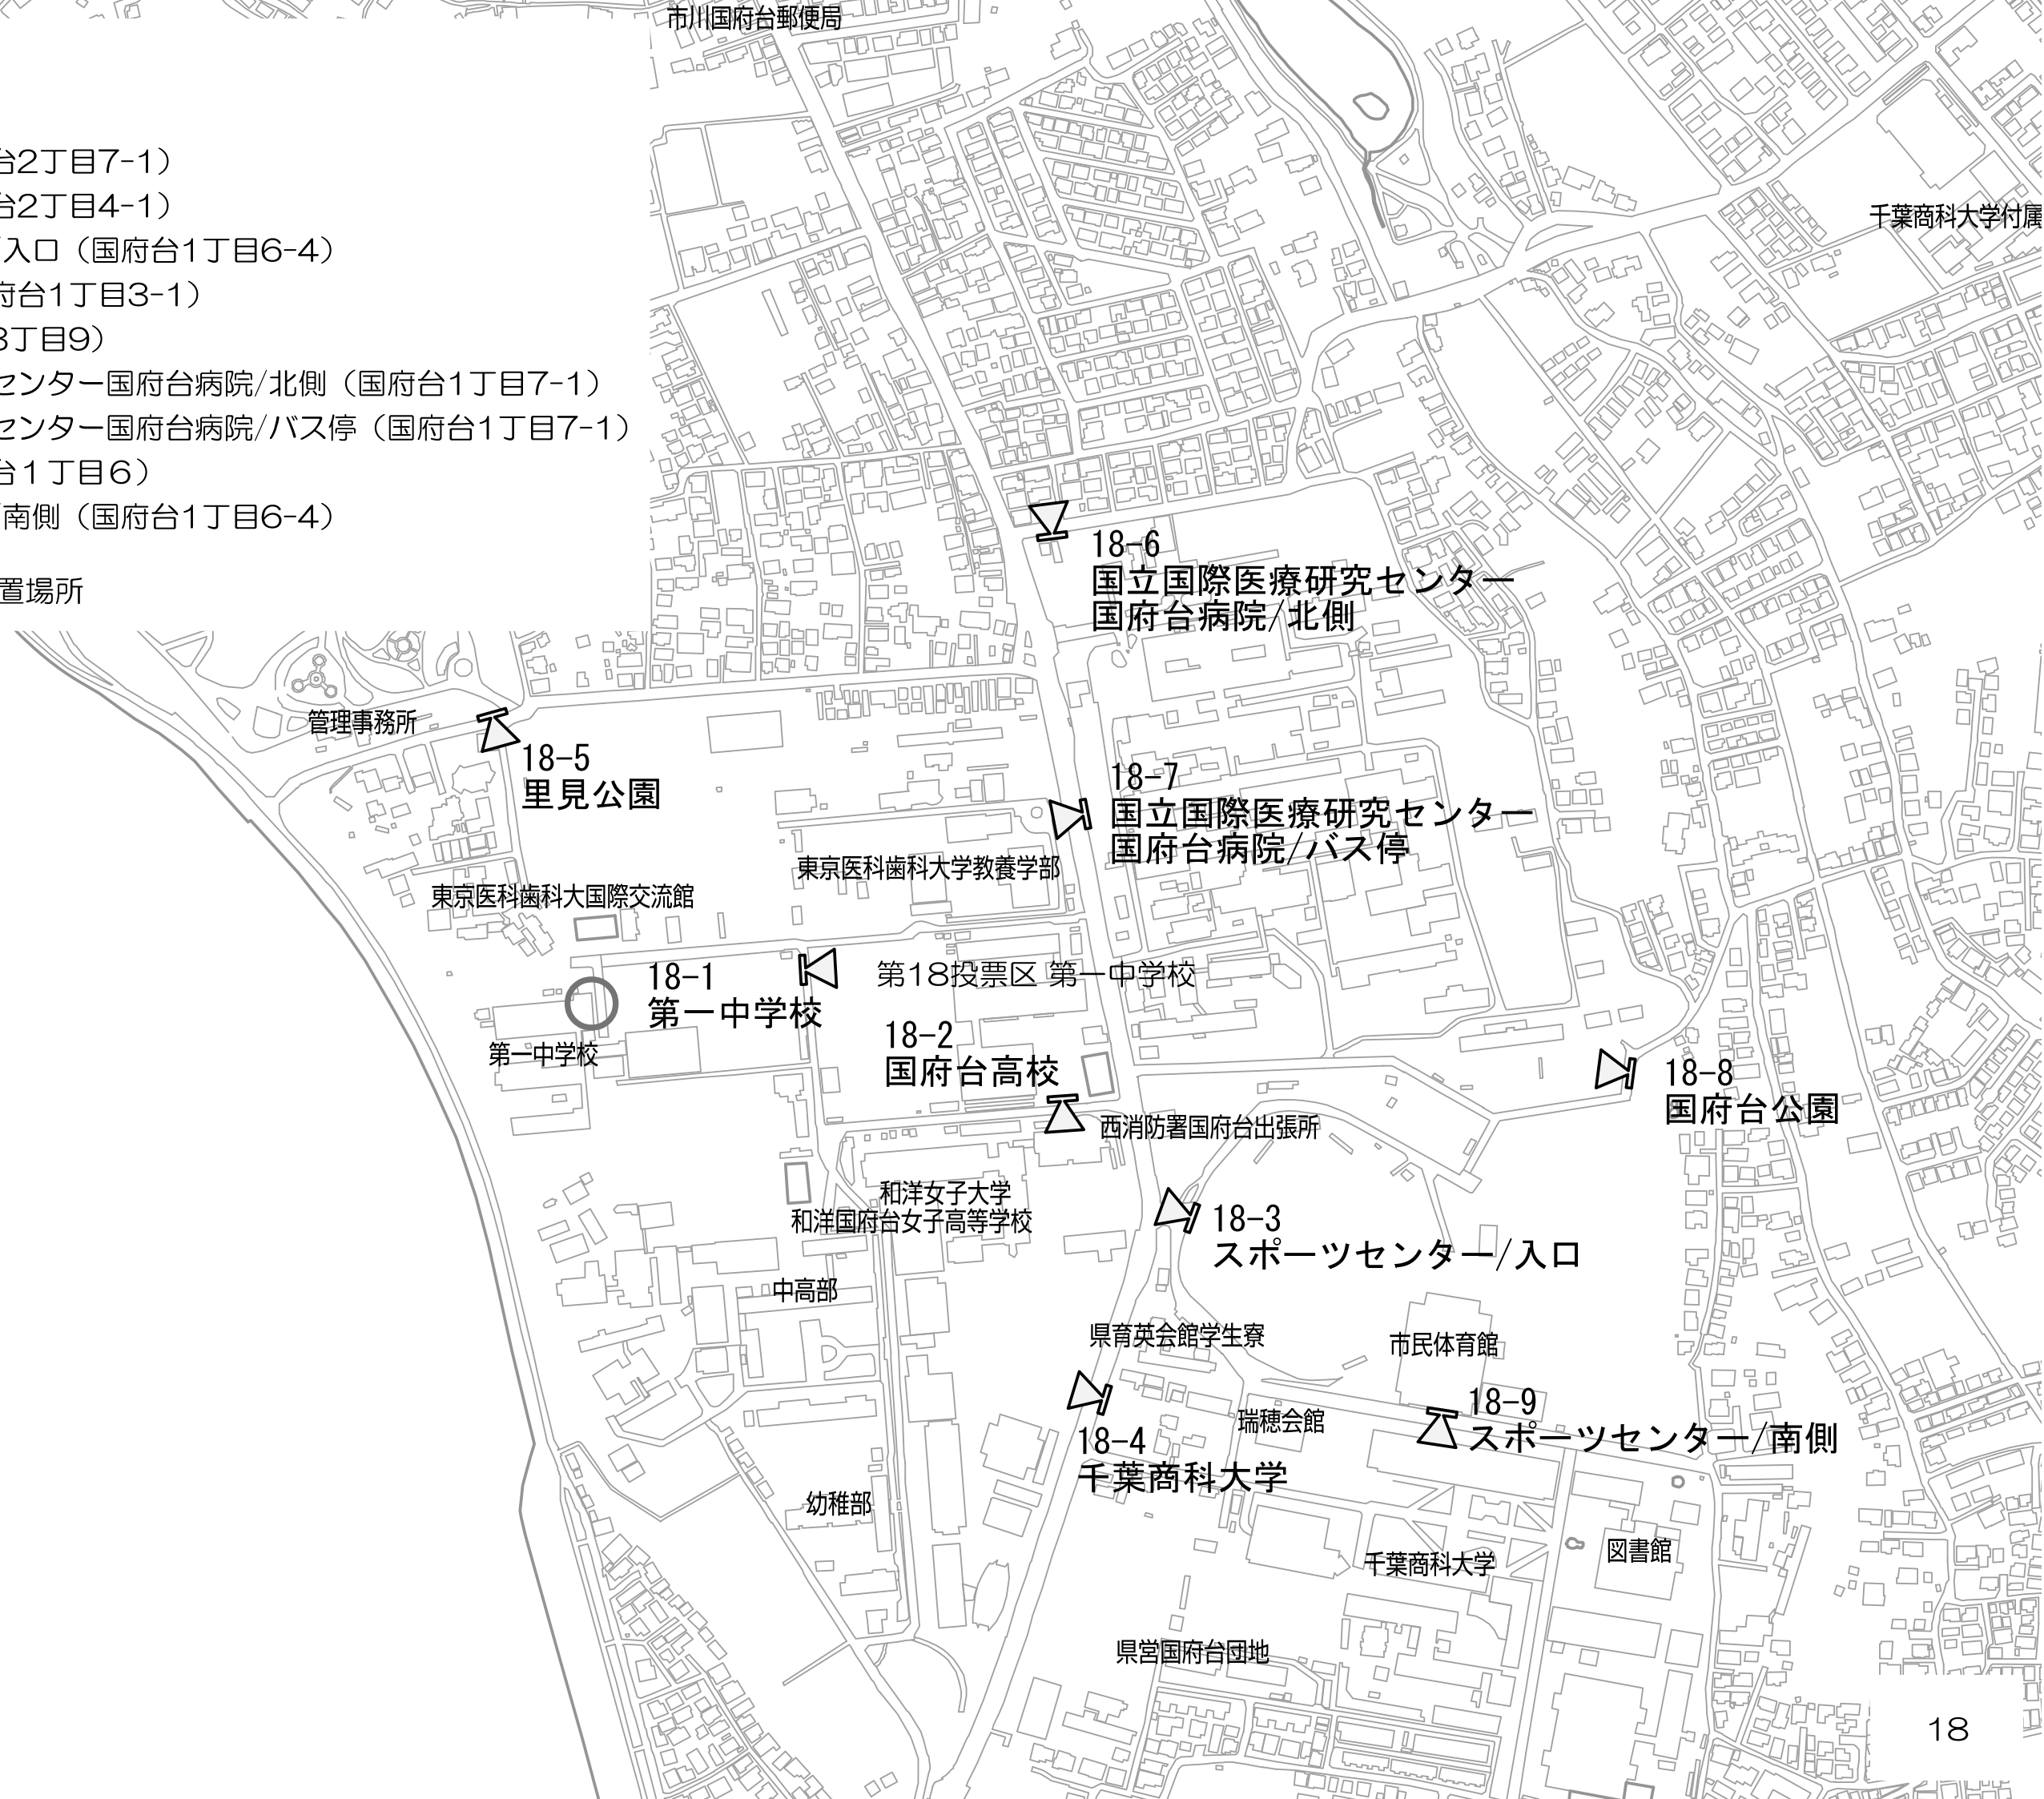 市川国府台郵便局
台2丁目7-1）
台2丁目4-1）
入口（国府台1丁目6-4）
府台1丁目3-1）
3丁目9）
センター国府台病院/北側（国府台1丁目7-1）
センター国府台病院/バス停（国府台1丁目7-1）
台１丁目６）
南側（国府台1丁目6-4）
置場所
千葉商科大学付属
18-6
国立国際医療研究センター
国府台病院/北側
管理事務所
18-5
里見公園
18-7
国立国際医療研究センター
国府台病院/バス停
東京医科歯科大学教養学部
東京医科歯科大国際交流館
18-1
第一中学校
第18投票区 第一中学校
第一中学校
18-2
国府台高校
18-8
国府台公園
西消防署国府台出張所
和洋女子大学
和洋国府台女子高等学校
18-3
スポーツセンター/入口
中高部
県育英会館学生寮
市民体育館
18-9
スポーツセンター/南側
瑞穂会館
18-4
千葉商科大学
幼稚部
千葉商科大学
図書館
県営国府台団地
18